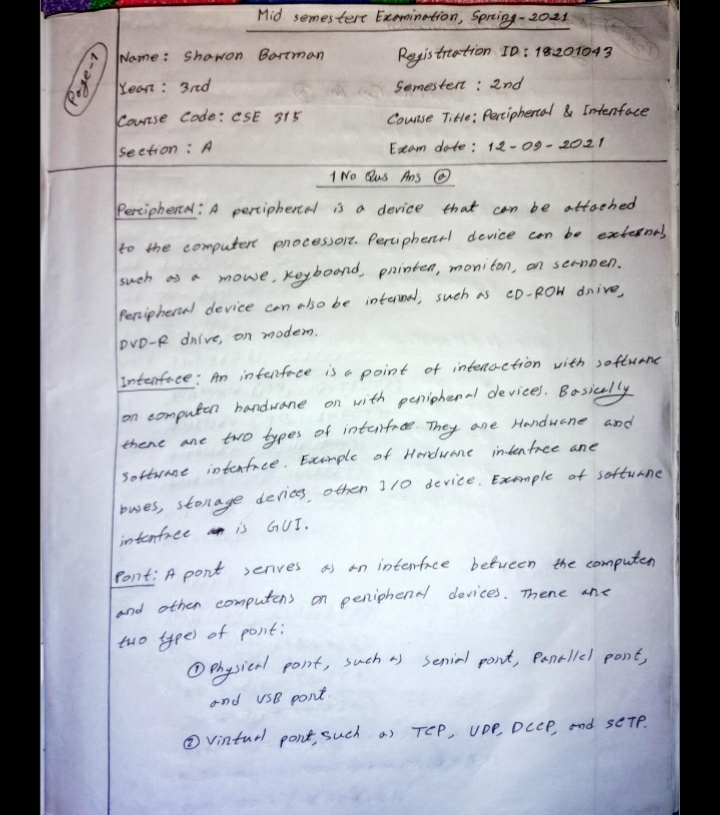 Mid semester Examination, Spring-2021
Page-1
Name: Shawon Barman
Registration ID: 18201043
Year: 3rd
Semester: 2nd
Course Code: CSE 315
Course Title: Peripheral & Interface
Section: A
Exam date: 12-09-2021
1 No Qus Ans (a)
Peripheral: A peripheral is a device that can be attached
to the computer processor. Peripheral device can be external,
such as a mouse, keyboard, printer, monitor, or scanner.
Peripheral device can also be internal, such as CD-ROM drive,
DVD-R drive, or modem.
Interface: An interface is a point of interaction with software
or computer hardware or with peripheral devices. Basically
there are two types of interface. They are Hardware and
Software interface. Example of Hardware interface are
buses, storage devices, other I/O device. Example of software
interface is GUI.
Port: A port serves as an interface between the computer
and other computers or peripheral devices. There are
two types of port:
① Physical port, such as serial port, Parallel port,
and USB port.
② Virtual port, such as TCP, UDP, DCCP, and SCTP.